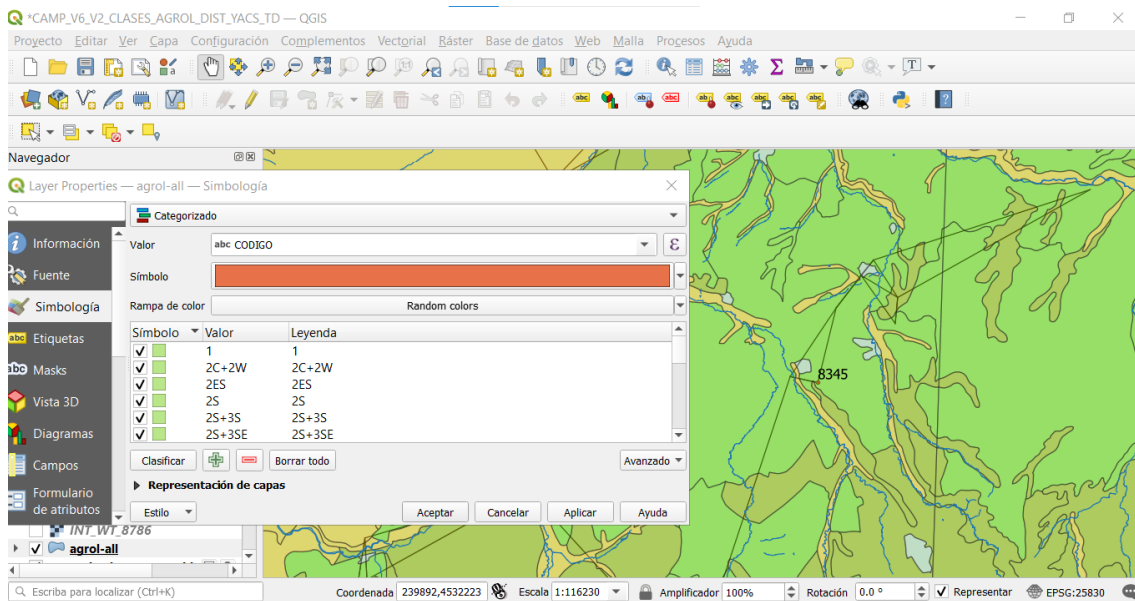 *CAMP_V6_V2_CLASES_AGROL_DIST_YACS_TD — QGIS
Proyecto Editar Ver Capa Configuración Complementos Vectorial Ráster Base de datos Web Malla Procesos Ayuda
Navegador
Layer Properties — agrol-all — Simbología
Categorizado
Información
Valor abc CODIGO ε
Fuente
Símbolo
Simbología
Rampa de color Random colors
Símbolo Valor Leyenda
abc Etiquetas
1 1
abc Masks
2C+2W 2C+2W
2ES 2ES
Vista 3D
2S 2S
2S+3S 2S+3S
Diagramas
2S+3SE 2S+3SE
Campos
Clasificar Borrar todo Avanzado
Representación de capas
Formulario
de atributos
Estilo Aceptar Cancelar Aplicar Ayuda
INT_WT_8786
agrol-all
8345
Escriba para localizar (Ctrl+K) Coordenada 239892,4532223 Escala 1:116230 Amplificador 100% Rotación 0.0 ° Representar EPSG:25830